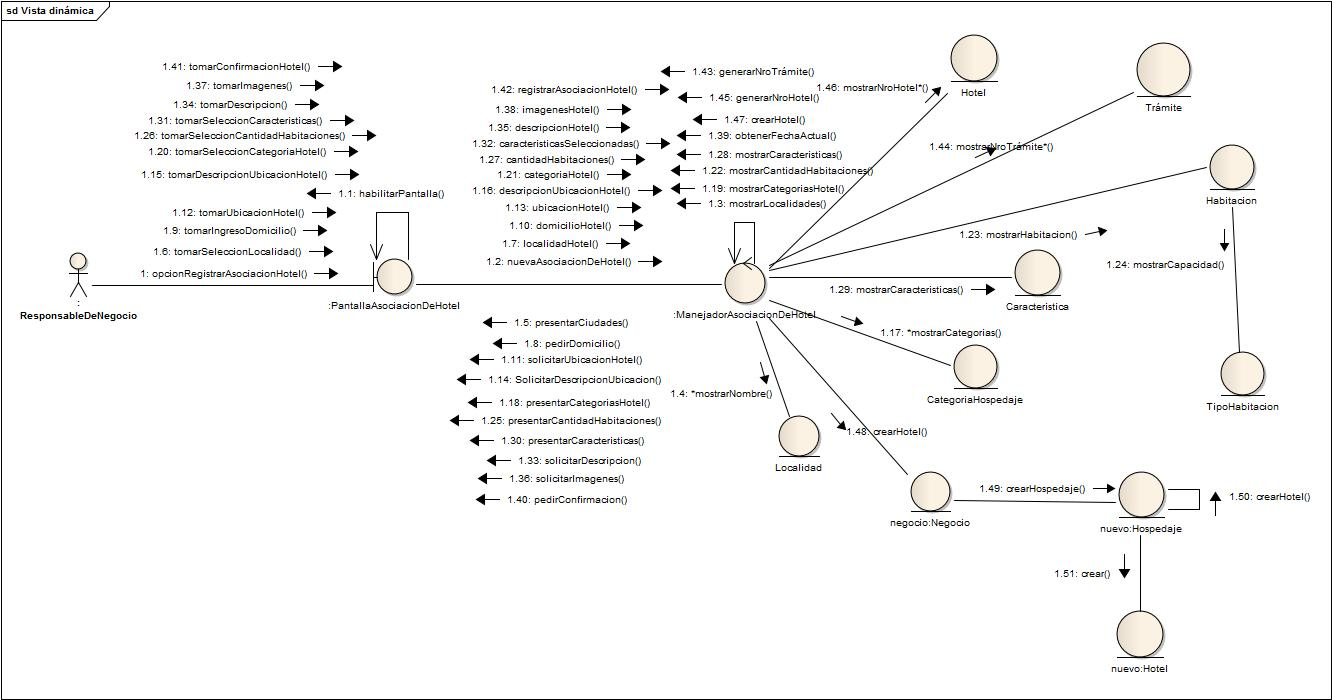 sd Vista dinámica
1.41: tomarConfirmacionHotel()
1.37: tomarImagenes()
1.34: tomarDescripcion()
1.31: tomarSeleccionCaracteristicas()
1.26: tomarSeleccionCantidadHabitaciones()
1.20: tomarSeleccionCategoriaHotel()
1.15: tomarDescripcionUbicacionHotel()
1.1: habilitarPantalla()
1.12: tomarUbicacionHotel()
1.9: tomarIngresoDomicilio()
1.6: tomarSeleccionLocalidad()
1: opcionRegistrarAsociacionHotel()
:
ResponsableDeNegocio
:PantallaAsociacionDeHotel
1.42: registrarAsociacionHotel()
1.38: imagenesHotel()
1.35: descripcionHotel()
1.32: caracteristicasSeleccionadas()
1.27: cantidadHabitaciones()
1.21: categoriaHotel()
1.16: descripcionUbicacionHotel()
1.13: ubicacionHotel()
1.10: domicilioHotel()
1.7: localidadHotel()
1.2: nuevaAsociacionDeHotel()
1.5: presentarCiudades()
1.8: pedirDomicilio()
1.11: solicitarUbicacionHotel()
1.14: SolicitarDescripcionUbicacion()
1.18: presentarCategoriasHotel()
1.25: presentarCantidadHabitaciones()
1.30: presentarCaracteristicas()
1.33: solicitarDescripcion()
1.36: solicitarImagenes()
1.40: pedirConfirmacion()
1.43: generarNroTrámite()
1.45: generarNroHotel()
1.47: crearHotel()
1.39: obtenerFechaActual()
1.28: mostrarCaracteristicas()
1.22: mostrarCantidadHabitaciones()
1.19: mostrarCategoriasHotel()
1.3: mostrarLocalidades()
:ManejadorAsociacionDeHotel
1.46: mostrarNroHotel*()
Hotel
1.44: mostrarNroTrámite*()
Trámite
1.23: mostrarHabitacion()
Habitacion
1.24: mostrarCapacidad()
TipoHabitacion
1.29: mostrarCaracteristicas()
Caracteristica
1.17: *mostrarCategorias()
CategoriaHospedaje
1.4: *mostrarNombre()
Localidad
1.48: crearHotel()
negocio:Negocio
1.49: crearHospedaje()
nuevo:Hospedaje
1.50: crearHotel()
1.51: crear()
nuevo:Hotel